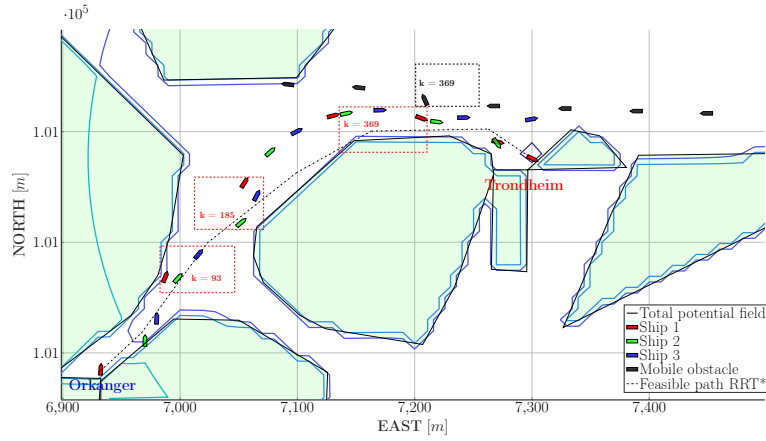 ·10⁵
k = 369
1.01
k = 369
Trondheim
k = 185
NORTH [m]
1.01
k = 93
Total potential field
Ship 1
Ship 2
Ship 3
Mobile obstacle
Feasible path RRT*
1.01
Orkanger
6,900 7,000 7,100 7,200 7,300 7,400
EAST [m]